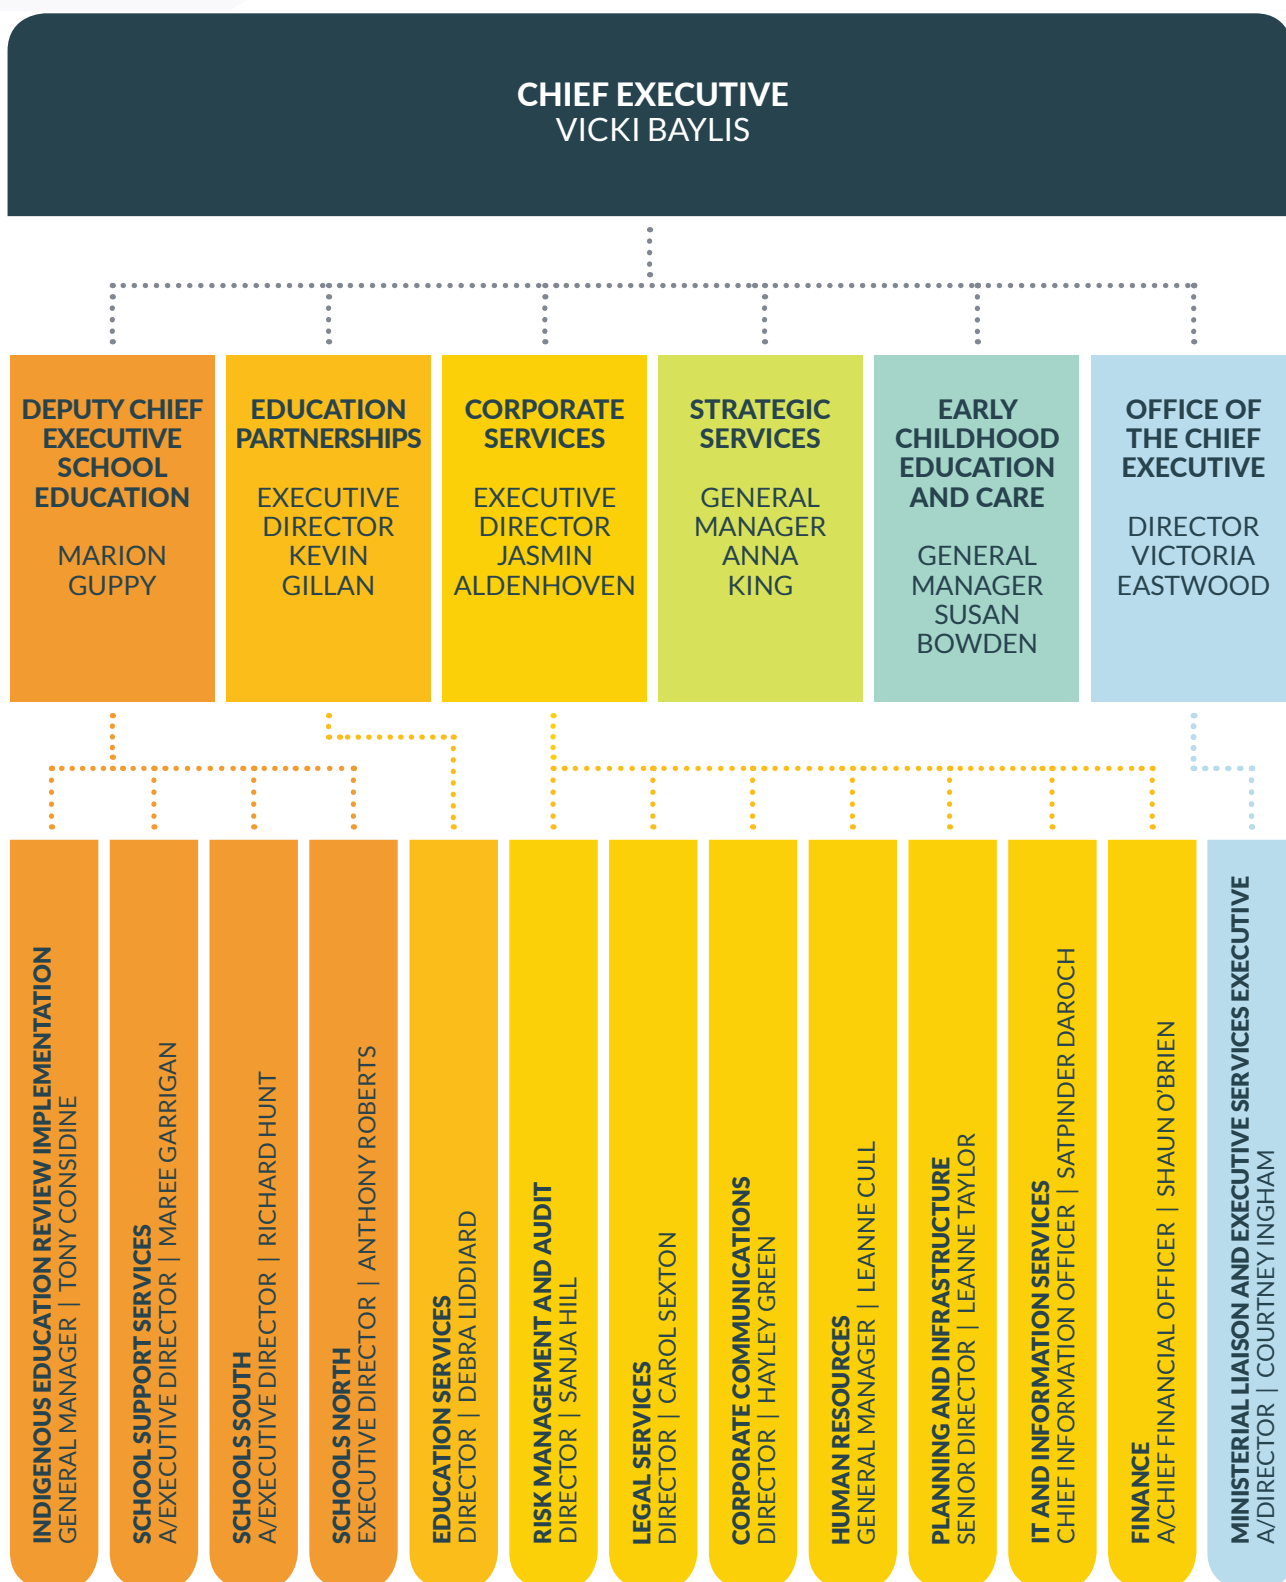 CHIEF EXECUTIVE
VICKI BAYLIS
DEPUTY CHIEF
EXECUTIVE
SCHOOL
EDUCATION
MARION
GUPPY
EDUCATION
PARTNERSHIPS
EXECUTIVE
DIRECTOR
KEVIN
GILLAN
CORPORATE
SERVICES
EXECUTIVE
DIRECTOR
JASMIN
ALDENHOVEN
STRATEGIC
SERVICES
GENERAL
MANAGER
ANNA
KING
EARLY
CHILDHOOD
EDUCATION
AND CARE
GENERAL
MANAGER
SUSAN
BOWDEN
OFFICE OF
THE CHIEF
EXECUTIVE
DIRECTOR
VICTORIA
EASTWOOD
INDIGENOUS EDUCATION REVIEW IMPLEMENTATION
GENERAL MANAGER | TONY CONSIDINE
SCHOOL SUPPORT SERVICES
A/EXECUTIVE DIRECTOR | MAREE GARRIGAN
SCHOOLS SOUTH
A/EXECUTIVE DIRECTOR | RICHARD HUNT
SCHOOLS NORTH
EXECUTIVE DIRECTOR | ANTHONY ROBERTS
EDUCATION SERVICES
DIRECTOR | DEBRA LIDDIARD
RISK MANAGEMENT AND AUDIT
DIRECTOR | SANJA HILL
LEGAL SERVICES
DIRECTOR | CAROL SEXTON
CORPORATE COMMUNICATIONS
DIRECTOR | HAYLEY GREEN
HUMAN RESOURCES
GENERAL MANAGER | LEANNE CULL
PLANNING AND INFRASTRUCTURE
SENIOR DIRECTOR | LEANNE TAYLOR
IT AND INFORMATION SERVICES
CHIEF INFORMATION OFFICER | SATPINDER DAROCH
FINANCE
A/CHIEF FINANCIAL OFFICER | SHAUN O'BRIEN
MINISTERIAL LIAISON AND EXECUTIVE SERVICES EXECUTIVE
A/DIRECTOR | COURTNEY INGHAM